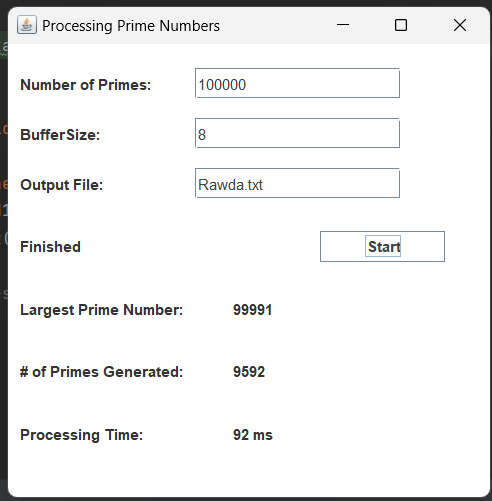 Processing Prime Numbers
Number of Primes: 100000
BufferSize: 8
Output File: Rawda.txt
Finished Start
Largest Prime Number: 99991
# of Primes Generated: 9592
Processing Time: 92 ms